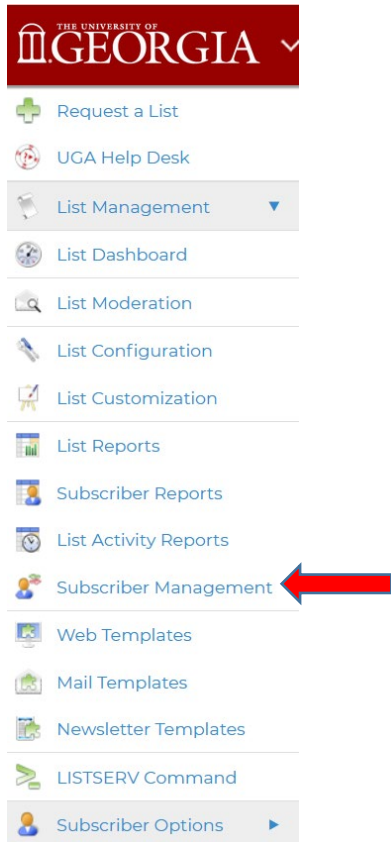 THE UNIVERSITY OF
GEORGIA
Request a List
UGA Help Desk
List Management
List Dashboard
List Moderation
List Configuration
List Customization
List Reports
Subscriber Reports
List Activity Reports
Subscriber Management
Web Templates
Mail Templates
Newsletter Templates
LISTSERV Command
Subscriber Options